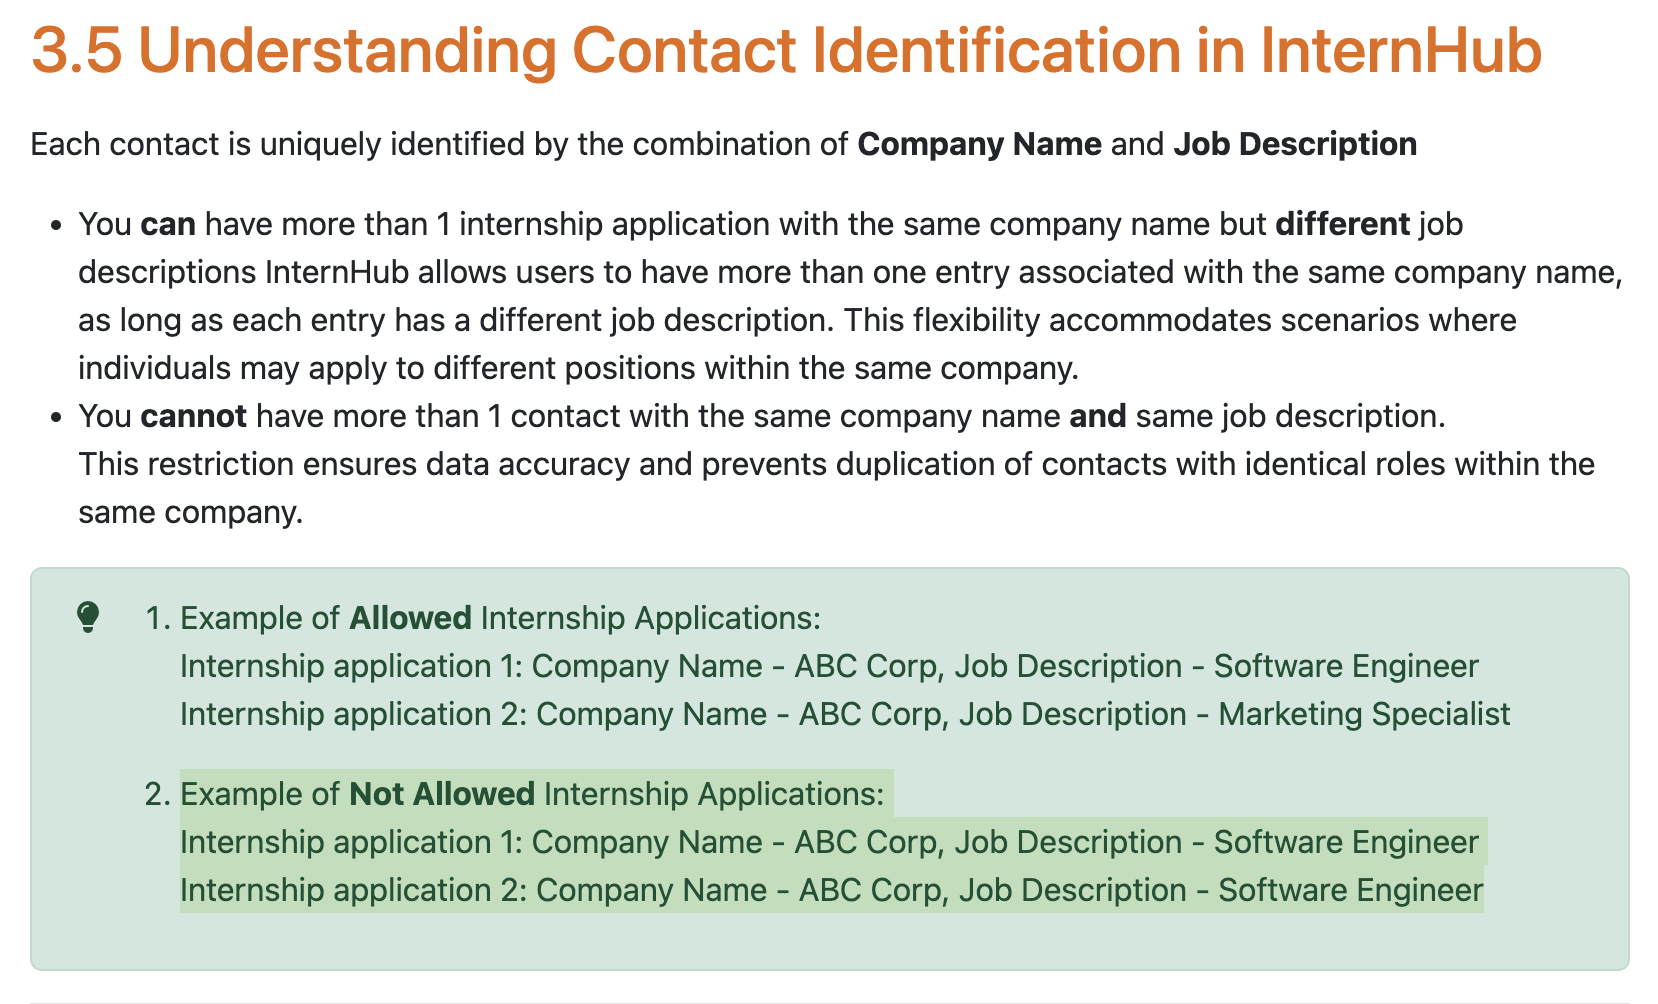 3.5 Understanding Contact Identification in InternHub
Each contact is uniquely identified by the combination of Company Name and Job Description
• You can have more than 1 internship application with the same company name but different job
descriptions InternHub allows users to have more than one entry associated with the same company name,
as long as each entry has a different job description. This flexibility accommodates scenarios where
individuals may apply to different positions within the same company.
• You cannot have more than 1 contact with the same company name and same job description.
This restriction ensures data accuracy and prevents duplication of contacts with identical roles within the
same company.
1. Example of Allowed Internship Applications:
Internship application 1: Company Name - ABC Corp, Job Description - Software Engineer
Internship application 2: Company Name - ABC Corp, Job Description - Marketing Specialist
2. Example of Not Allowed Internship Applications:
Internship application 1: Company Name - ABC Corp, Job Description - Software Engineer
Internship application 2: Company Name - ABC Corp, Job Description - Software Engineer